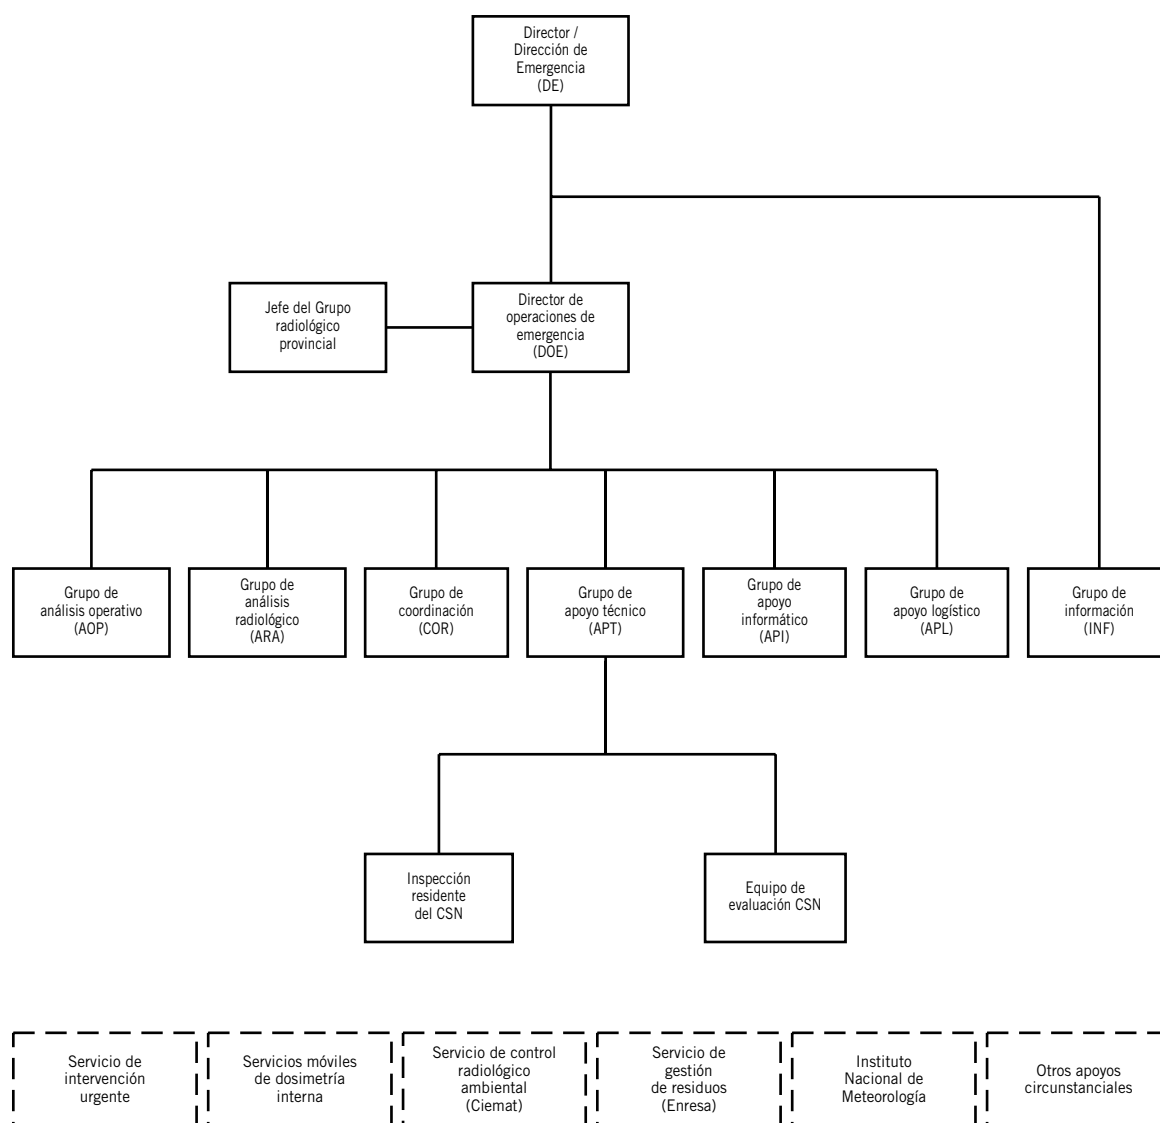 Director /
Dirección de
Emergencia
(DE)
Jefe del Grupo
radiológico
provincial
Director de
operaciones de
emergencia
(DOE)
Grupo de
análisis operativo
(AOP)
Grupo de
análisis
radiológico
(ARA)
Grupo de
coordinación
(COR)
Grupo de
apoyo técnico
(APT)
Grupo de
apoyo
informático
(API)
Grupo de
apoyo logístico
(APL)
Grupo de
información
(INF)
Inspección
residente
del CSN
Equipo de
evaluación CSN
Servicio de
intervención
urgente
Servicios móviles
de dosimetría
interna
Servicio de control
radiológico
ambiental
(Ciemat)
Servicio de
gestión
de residuos
(Enresa)
Instituto
Nacional de
Meteorología
Otros apoyos
circunstanciales